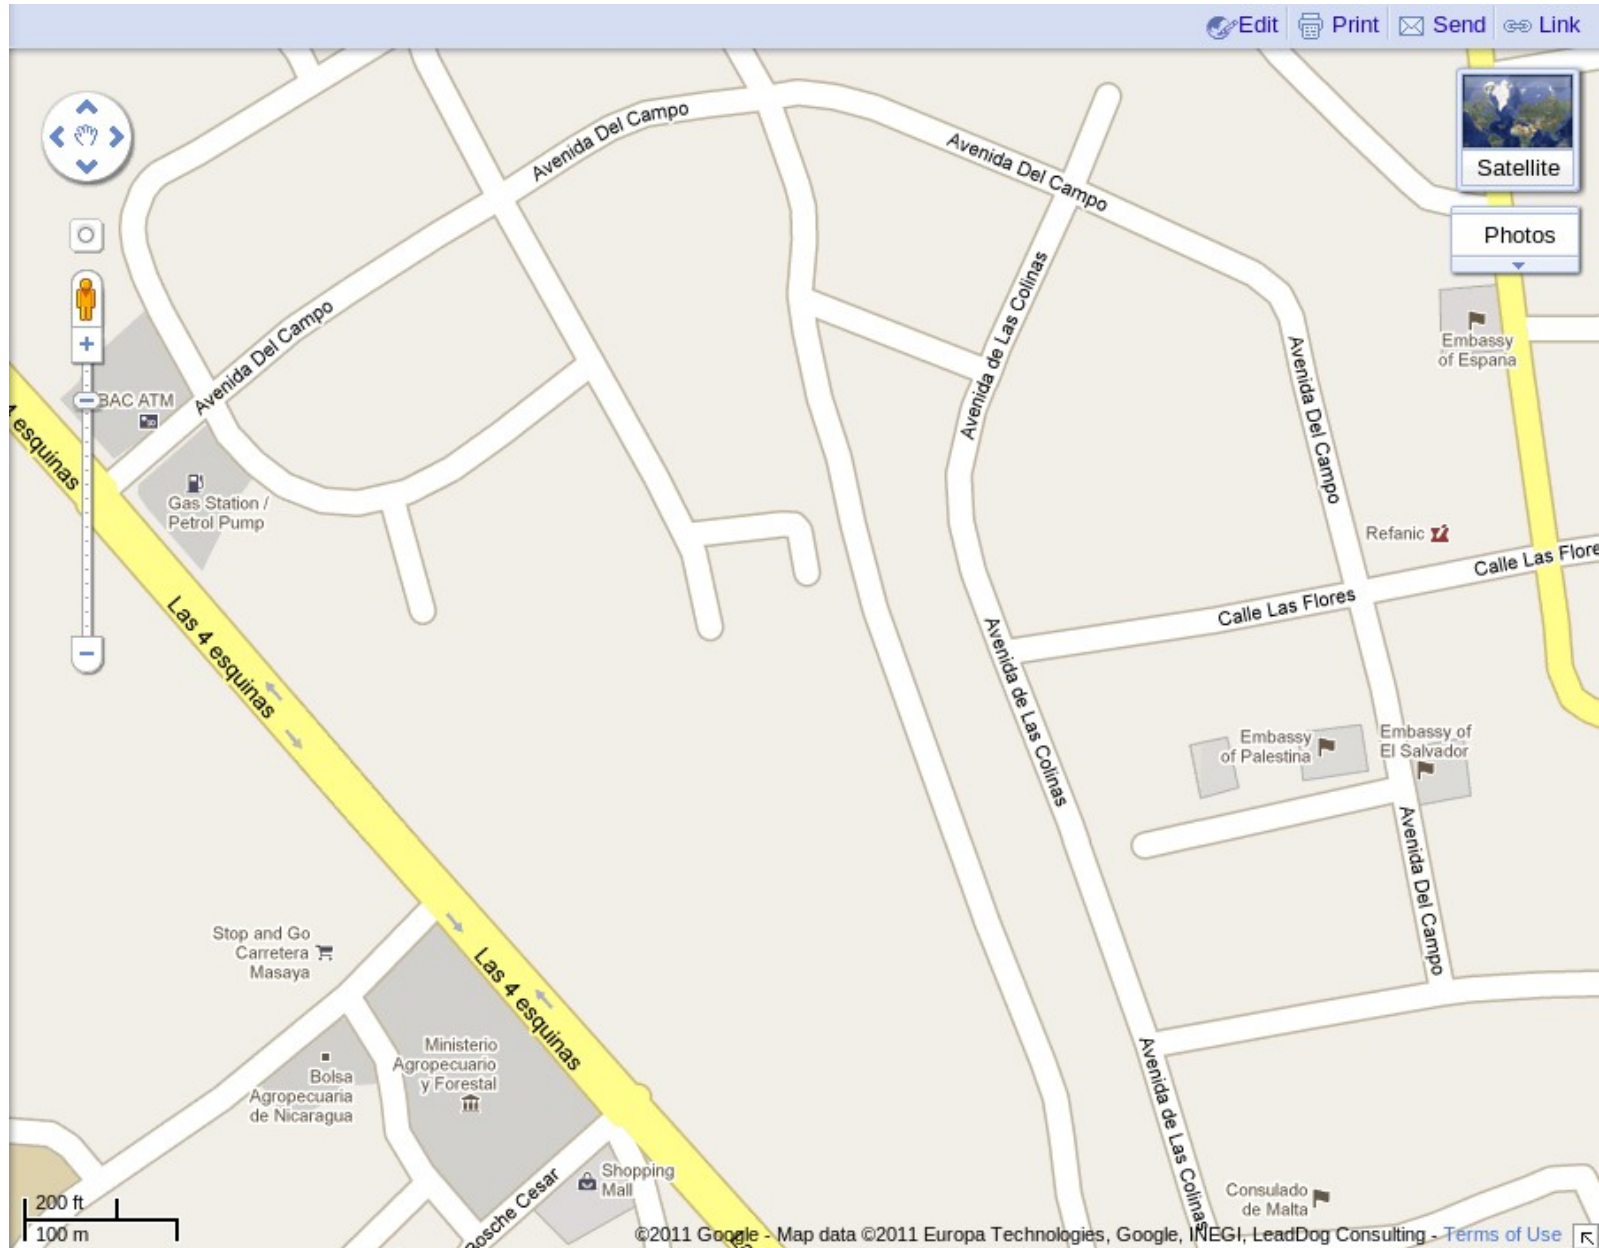 Edit
Print
Send
Link
Satellite
Photos
Avenida Del Campo
Avenida Del Campo
Avenida de Las Colinas
Avenida Del Campo
Embassy
of Espana
Avenida Del Campo
BAC ATM
4 esquinas
Gas Station /
Petrol Pump
Refanic
Calle Las Flore
Calle Las Flores
Las 4 esquinas
Avenida de Las Colinas
Embassy
of Palestina
Embassy of
El Salvador
Avenida Del Campo
Stop and Go
Carretera
Masaya
Las 4 esquinas
Ministerio
Agropecuario
y Forestal
Bolsa
Agropecuaria
de Nicaragua
Avenida de Las Colinas
Shopping
Mall
osche Cesar
Consulado
de Malta
200 ft
100 m
©2011 Google - Map data ©2011 Europa Technologies, Google, INEGI, LeadDog Consulting - Terms of Use